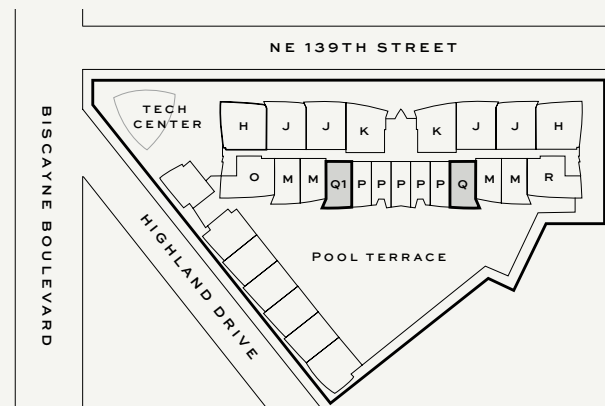 NE 139TH STREET
BISCAYNE BOULEVARD
TECH
CENTER
H J J K K J J H
O M M Q1 P P P P P Q M M R
HIGHLAND DRIVE
POOL TERRACE